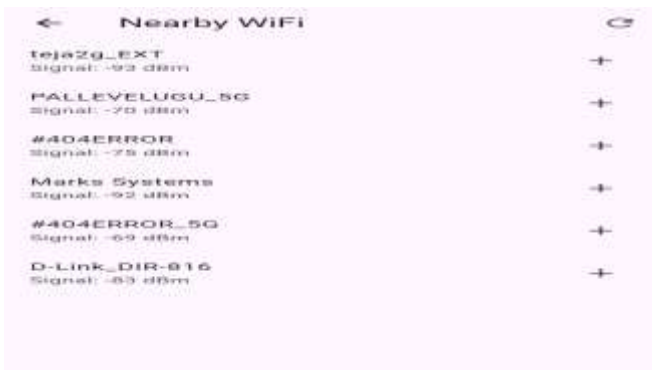 Nearby WiFi
teja2g_EXT
Signal: -93 dBm
PALLEVELUGU_5G
Signal: -70 dBm
#404ERROR
Signal: -75 dBm
Marks Systems
Signal: -92 dBm
#404ERROR_5G
Signal: -69 dBm
D-Link_DIR-816
Signal: -83 dBm